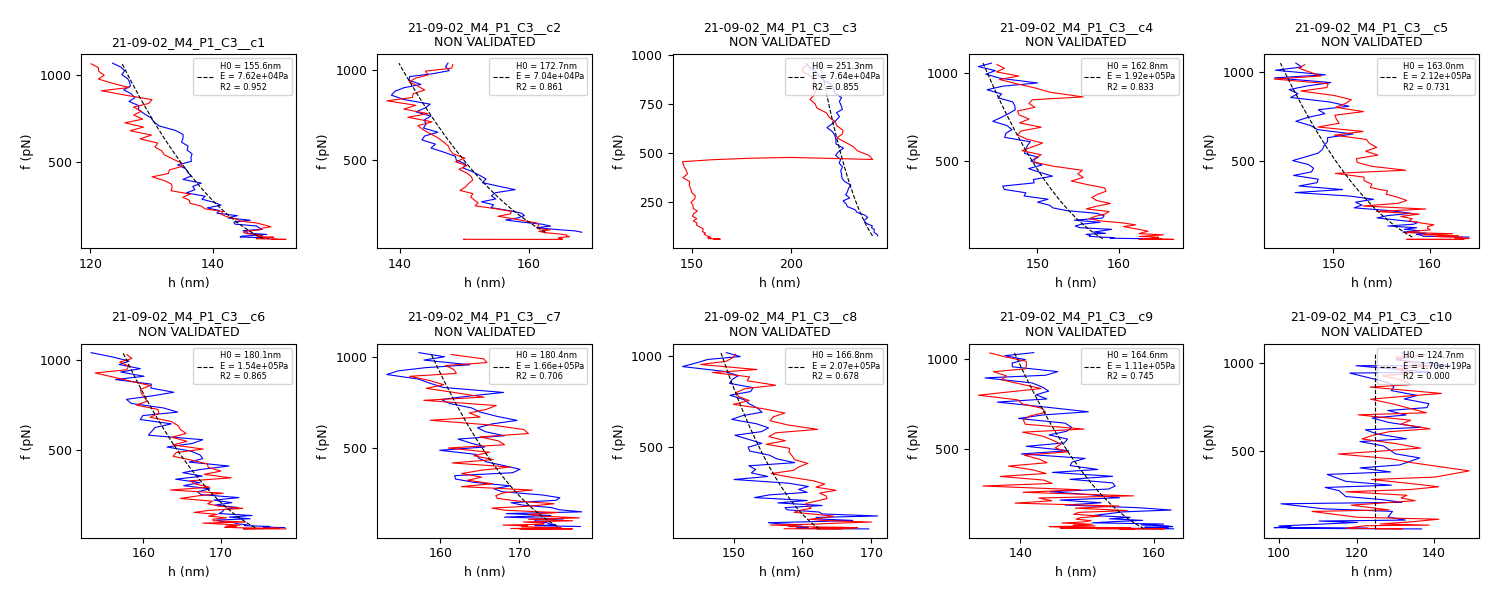 21-09-02_M4_P1_C3__c1
H0 = 155.6nm
E = 7.62e+04Pa
R2 = 0.952
1000
500
f (pN)
120 140
h (nm)
21-09-02_M4_P1_C3__c2
NON VALIDATED
H0 = 172.7nm
E = 7.04e+04Pa
R2 = 0.861
1000
500
f (pN)
140 160
h (nm)
21-09-02_M4_P1_C3__c3
NON VALIDATED
H0 = 251.3nm
E = 7.64e+04Pa
R2 = 0.855
1000
750
500
250
f (pN)
150 200
h (nm)
21-09-02_M4_P1_C3__c4
NON VALIDATED
H0 = 162.8nm
E = 1.92e+05Pa
R2 = 0.833
1000
500
f (pN)
150 160
h (nm)
21-09-02_M4_P1_C3__c5
NON VALIDATED
H0 = 163.0nm
E = 2.12e+05Pa
R2 = 0.731
1000
500
f (pN)
150 160
h (nm)
21-09-02_M4_P1_C3__c6
NON VALIDATED
H0 = 180.1nm
E = 1.54e+05Pa
R2 = 0.865
1000
500
f (pN)
160 170
h (nm)
21-09-02_M4_P1_C3__c7
NON VALIDATED
H0 = 180.4nm
E = 1.66e+05Pa
R2 = 0.706
1000
500
f (pN)
160 170
h (nm)
21-09-02_M4_P1_C3__c8
NON VALIDATED
H0 = 166.8nm
E = 2.07e+05Pa
R2 = 0.678
1000
500
f (pN)
150 160 170
h (nm)
21-09-02_M4_P1_C3__c9
NON VALIDATED
H0 = 164.6nm
E = 1.11e+05Pa
R2 = 0.745
1000
500
f (pN)
140 160
h (nm)
21-09-02_M4_P1_C3__c10
NON VALIDATED
H0 = 124.7nm
E = 1.70e+19Pa
R2 = 0.000
1000
500
f (pN)
100 120 140
h (nm)